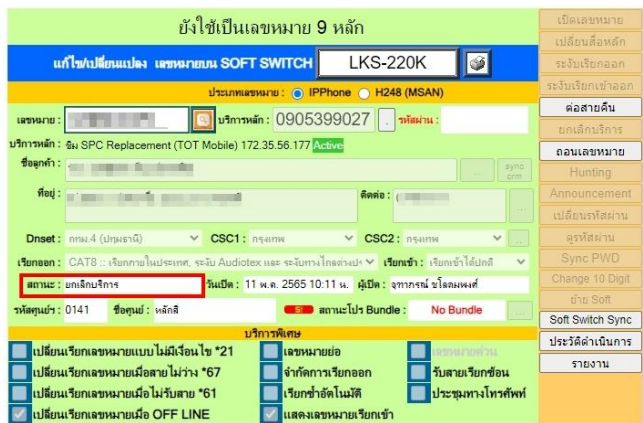 ยังใช้เป็นเลขหมาย 9 หลัก
แก้ไข/เปลี่ยนแปลง เลขหมายบน SOFT SWITCH LKS-220K
ประเภทเลขหมาย : IPPhone H248 (MSAN)
เลขหมาย : บริการหลัก : 0905399027 . รหัสผ่าน :
บริการหลัก : ซิม SPC Replacement (TOT Mobile) 172.35.56.177 Active
ชื่อลูกค้า : ... sync crm
ที่อยู่ : ติดต่อ : ...
Dnset : กทม.4 (ปทุมธานี) CSC1 : กรุงเทพ CSC2 : กรุงเทพ ...
เรียกออก : CAT8 :: เรียกภายในประเทศ, ระงับ Audiotex และ ระงับทางไกลต่างปร เรียกเข้า : เรียกเข้าได้ปกติ
สถานะ : ยกเลิกบริการ วันเปิด : 11 พ.ค. 2565 10:11 น. ผู้เปิด : จุฑาภรณ์
รหัสศูนย์ฯ : 0141 ชื่อศูนย์ : หลักสี่ S! สถานะโปร Bundle : No Bundle ...
บริการพิเศษ
เปลี่ยนเรียกเลขหมายแบบไม่มีเงื่อนไข *21 เลขหมายย่อ เลขหมายด่วน
เปลี่ยนเรียกเลขหมายเมื่อสายไม่ว่าง *67 จำกัดการเรียกออก รับสายเรียกซ้อน
เปลี่ยนเรียกเลขหมายเมื่อไม่รับสาย *61 เรียกซ้ำอัตโนมัติ ประชุมทางโทรศัพท์
เปลี่ยนเรียกเลขหมายเมื่อ OFF LINE แสดงเลขหมายเรียกเข้า
เปิดเลขหมาย
เปลี่ยนสื่อหลัก
ระงับเรียกออก
ระงับเรียกเข้าออก
ต่อสายคืน
ยกเลิกบริการ
ถอนเลขหมาย
Hunting
Announcement
เปลี่ยนรหัสผ่าน
ดูรหัสผ่าน
Sync PWD
Change 10 Digit
ย้าย Soft
Soft Switch Sync
ประวัติดำเนินการ
รายงาน